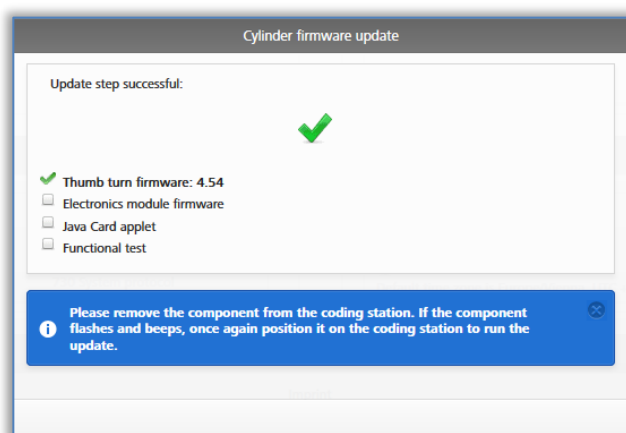 Cylinder firmware update
Update step successful:
Thumb turn firmware: 4.54
Electronics module firmware
Java Card applet
Functional test
Please remove the component from the coding station. If the component
flashes and beeps, once again position it on the coding station to run the
update.